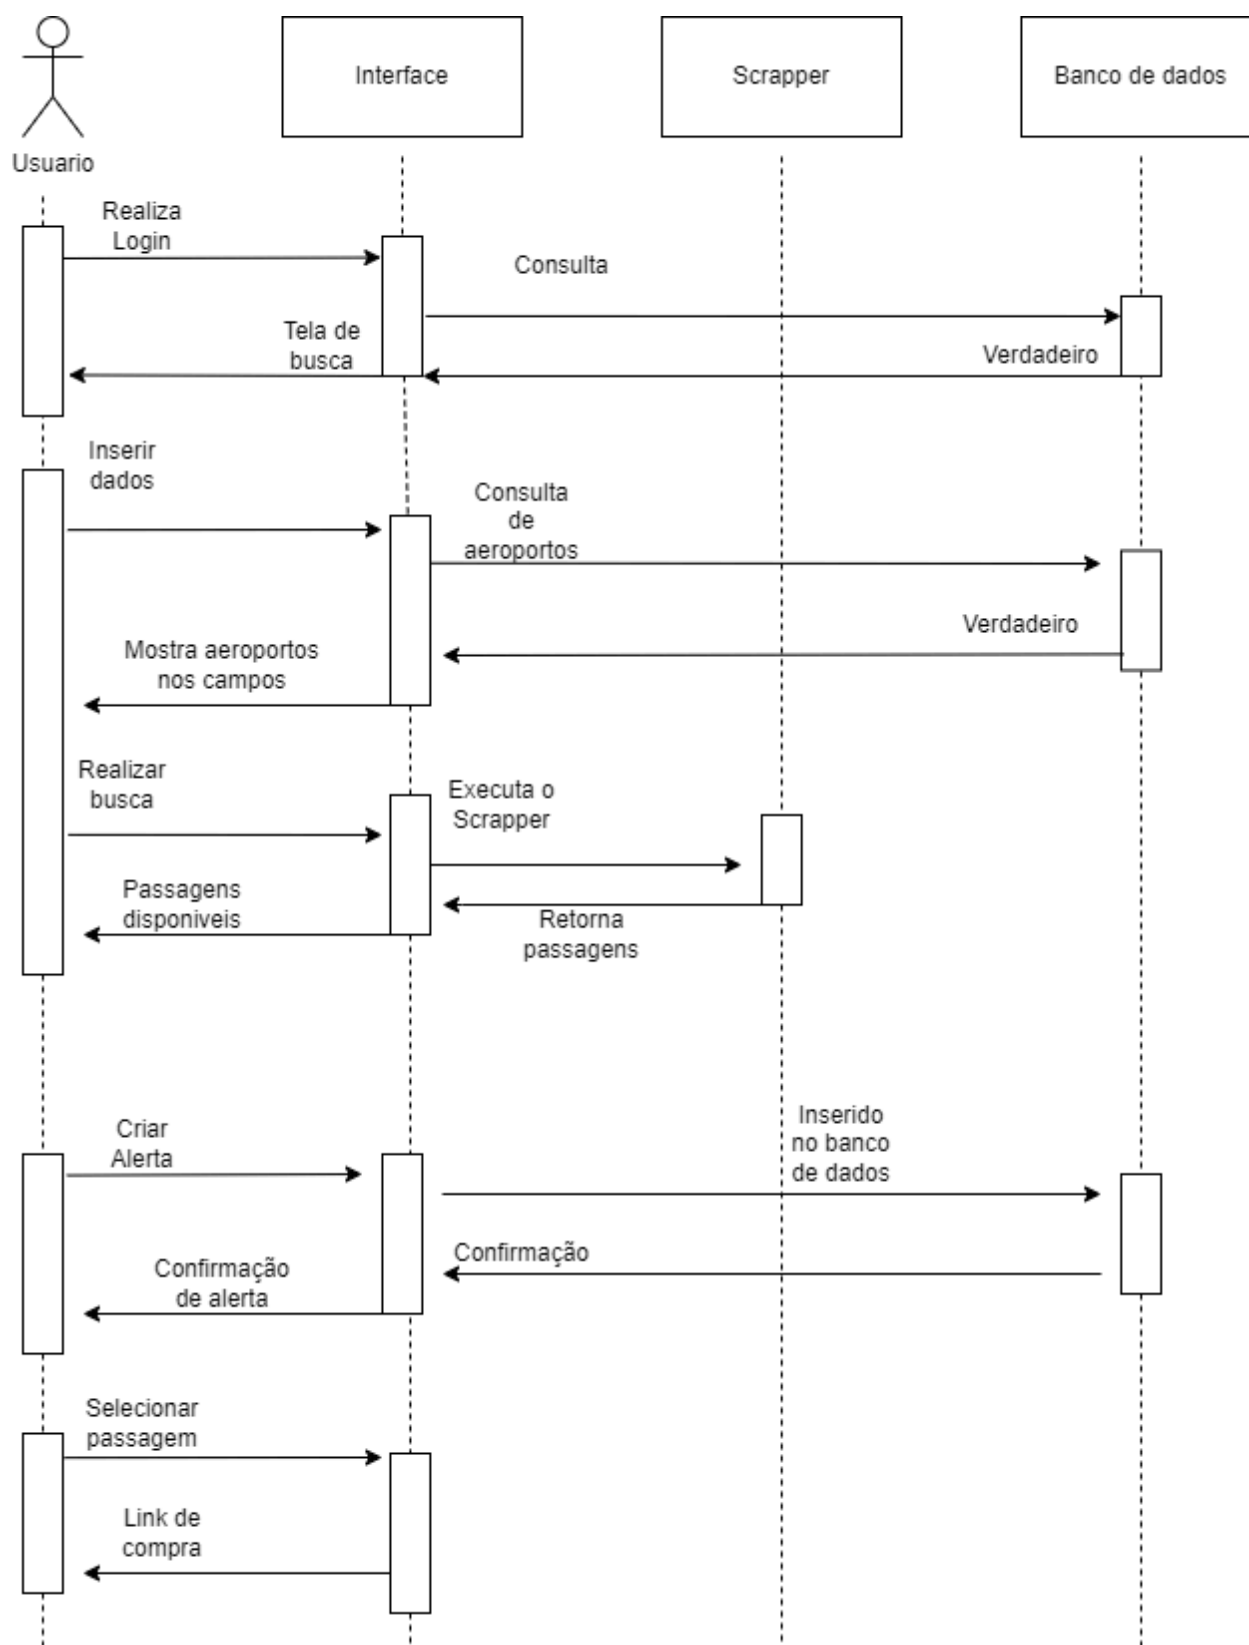 Interface
Scrapper
Banco de dados
Usuario
Realiza
Login
Consulta
Tela de
busca
Verdadeiro
Inserir
dados
Consulta
de
aeroportos
Verdadeiro
Mostra aeroportos
nos campos
Realizar
busca
Executa o
Scrapper
Passagens
disponiveis
Retorna
passagens
Criar
Alerta
Inserido
no banco
de dados
Confirmação
Confirmação
de alerta
Selecionar
passagem
Link de
compra